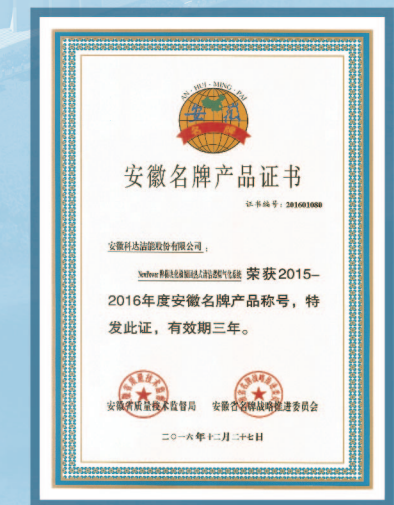 AN·HUI·MING·PAI
安徽
名牌
安徽名牌产品证书
证书编号：201601080
安徽科达洁能股份有限公司：
荣获2015–
2016年度安徽名牌产品称号，特
发此证，有效期三年。
安徽省质量技术监督局 安徽省名牌战略推进委员会
二○一六年十二月二十七日